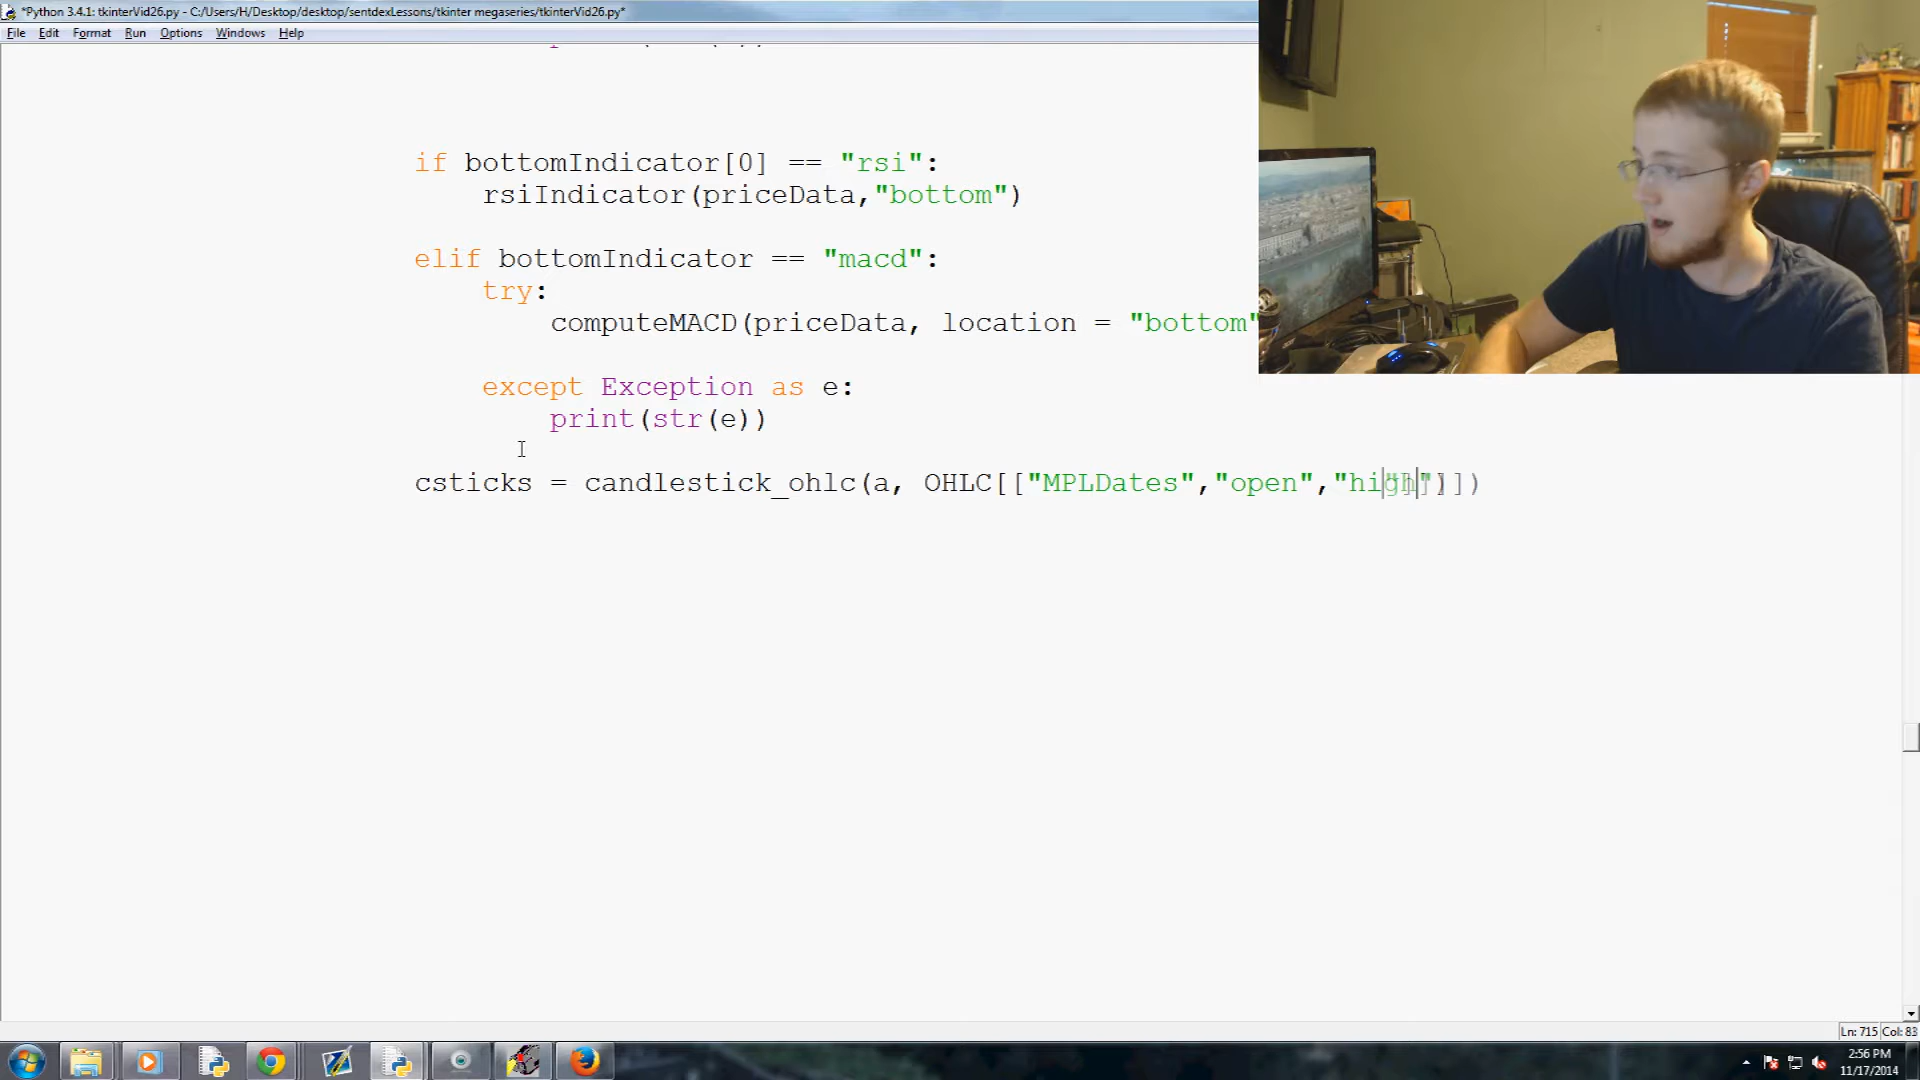 *Python 3.4.1: tkinterVid26.py - C:/Users/H/Desktop/desktop/sentdexLessons/tkinter megaseries/tkinterVid26.py*
File Edit Format Run Options Windows Help
if bottomIndicator[0] == "rsi":
rsiIndicator(priceData,"bottom")
elif bottomIndicator == "macd":
try:
computeMACD(priceData, location = "bottom"
except Exception as e:
print(str(e))
csticks = candlestick_ohlc(a, OHLC[["MPLDates","open","high"]])
Ln: 715 Col: 83
2:56 PM
11/17/2014